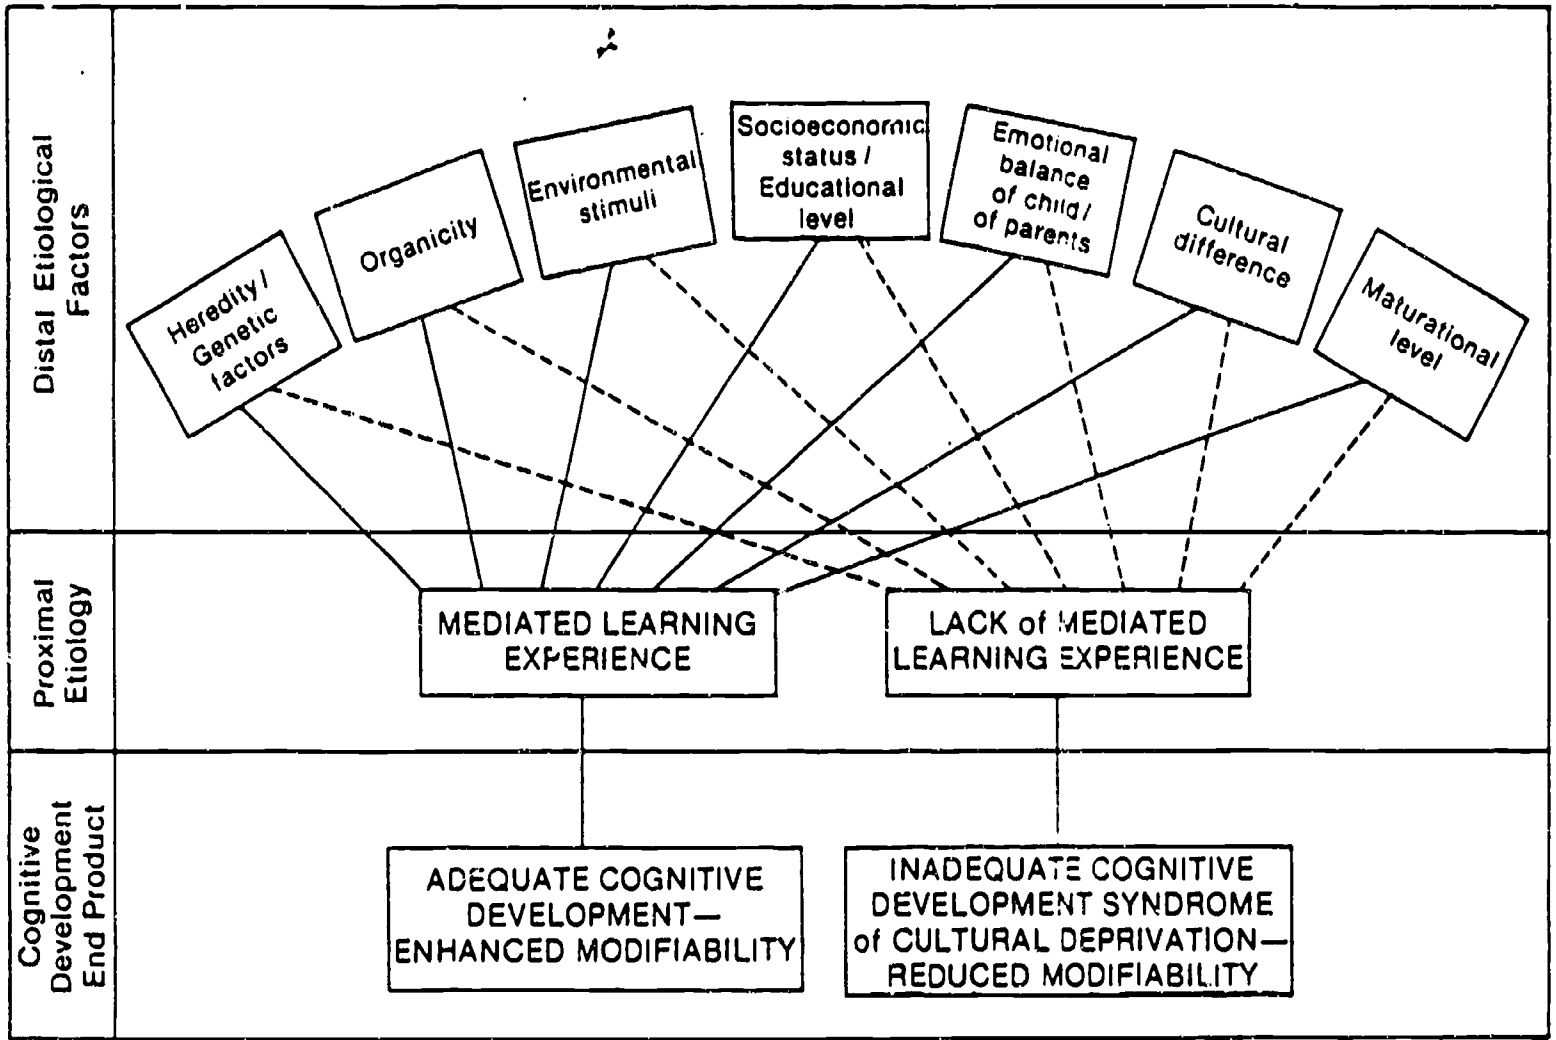 Distal Etiological
Factors
Heredity /
Genetic
factors
Organicity
Environmental
stimuli
Socioeconomic
status /
Educational
level
Emotional
balance
of child/
of parents
Cultural
difference
Maturational
level
Proximal
Etiology
MEDIATED LEARNING
EXPERIENCE
LACK of MEDIATED
LEARNING EXPERIENCE
Cognitive
Development
End Product
ADEQUATE COGNITIVE
DEVELOPMENT—
ENHANCED MODIFIABILITY
INADEQUATE COGNITIVE
DEVELOPMENT SYNDROME
of CULTURAL DEPRIVATION—
REDUCED MODIFIABILITY